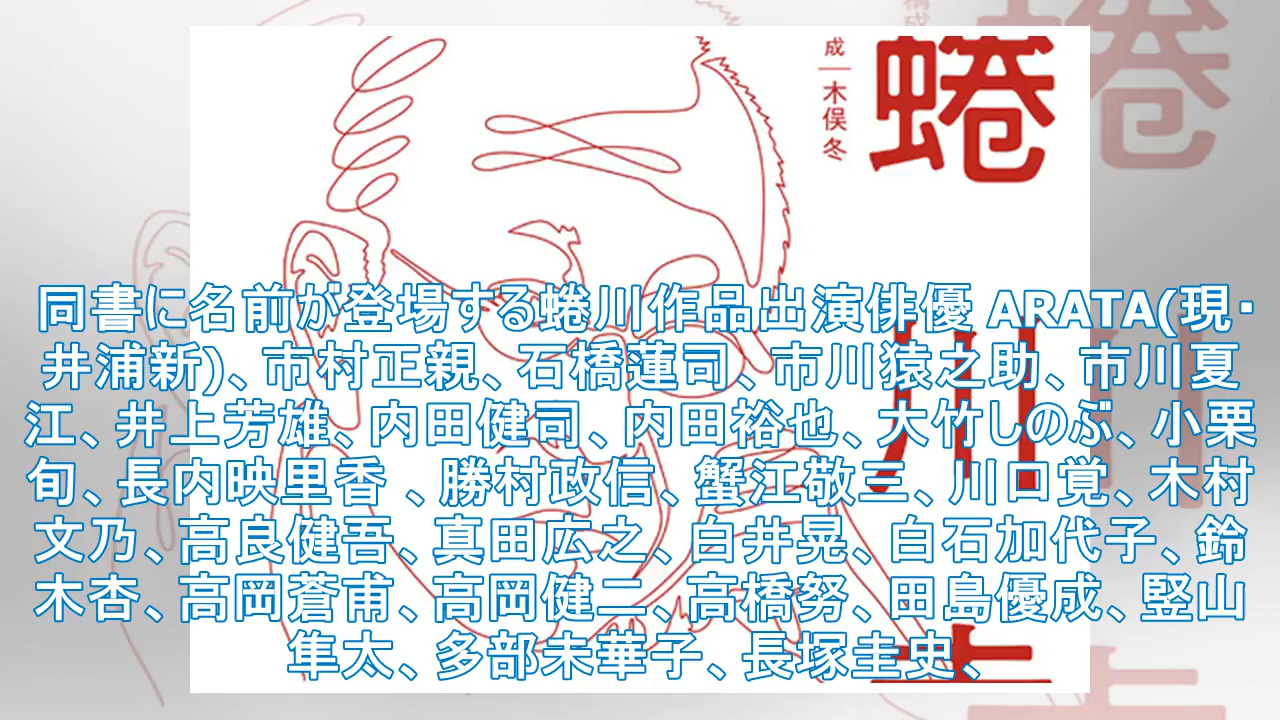 成
木俣冬
蜷
川
同書に名前が登場する蜷川作品出演俳優 ARATA(現・
井浦新)、市村正親、石橋蓮司、市川猿之助、市川夏
江、井上芳雄、内田健司、内田裕也、大竹しのぶ、小栗
旬、長内映里香 、勝村政信、蟹江敬三、川口覚、木村
文乃、高良健吾、真田広之、白井晃、白石加代子、鈴
木杏、高岡蒼甫、高岡健二、高橋努、田島優成、竪山
隼太、多部未華子、長塚圭史、